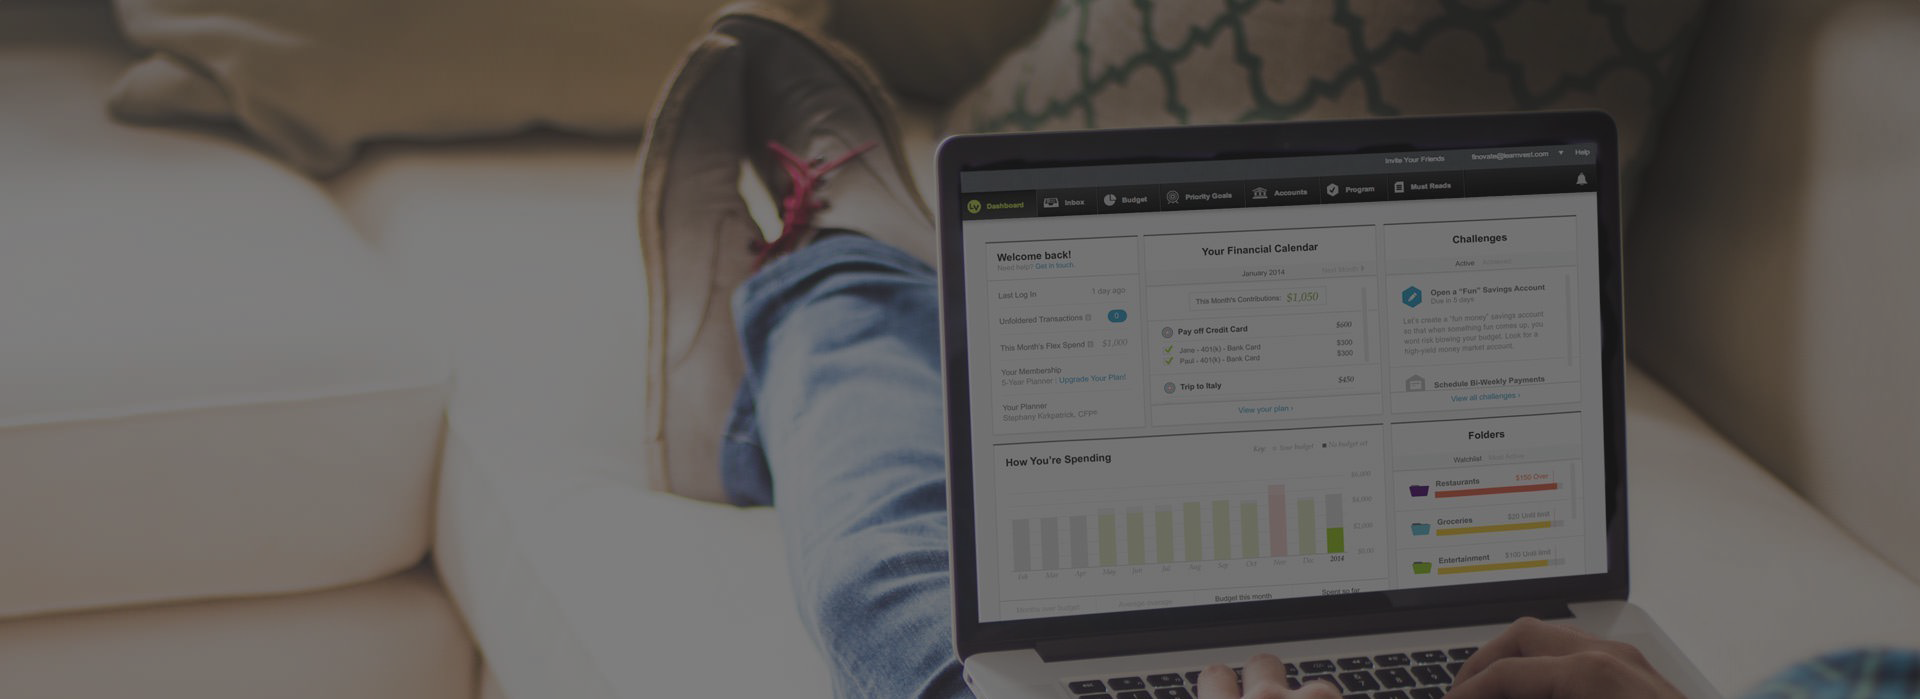 Invite Your Friends
finovate@learnvest.com
Help
LV
Dashboard
Inbox
Budget
Priority Goals
Accounts
Program
Must Reads
Welcome back!
Need help? Get in touch.
Last Log In
1 day ago
Unfoldered Transactions
0
This Month's Flex Spend
$1,000
Your Membership
5-Year Planner : Upgrade Your Plan!
Your Planner
Stephany Kirkpatrick, CFP®
Your Financial Calendar
January 2014
Next Month
This Month's Contributions: $1,050
Pay off Credit Card
$600
Jane - 401(k) - Bank Card
$300
Paul - 401(k) - Bank Card
$300
Trip to Italy
$450
View your plan ›
Challenges
Active
Open a "Fun" Savings Account
Due in 5 days
Let's create a "fun money" savings account
so that when something fun comes up, you
wont risk blowing your budget. Look for a
high-yield money market account.
Schedule Bi-Weekly Payments
View all challenges ›
How You're Spending
Key:
Your Budget
No budget set
$6,000
$4,000
$2,000
$0.00
Feb
Mar
Apr
May
Jun
Jul
Aug
Sep
Oct
Nov
Dec
2014
Months over budget
Average overage
Budget this month
Spent so far
Folders
Watchlist
Most Active
Restaurants
$150 Over
Groceries
$20 Until limit
Entertainment
$100 Until limit